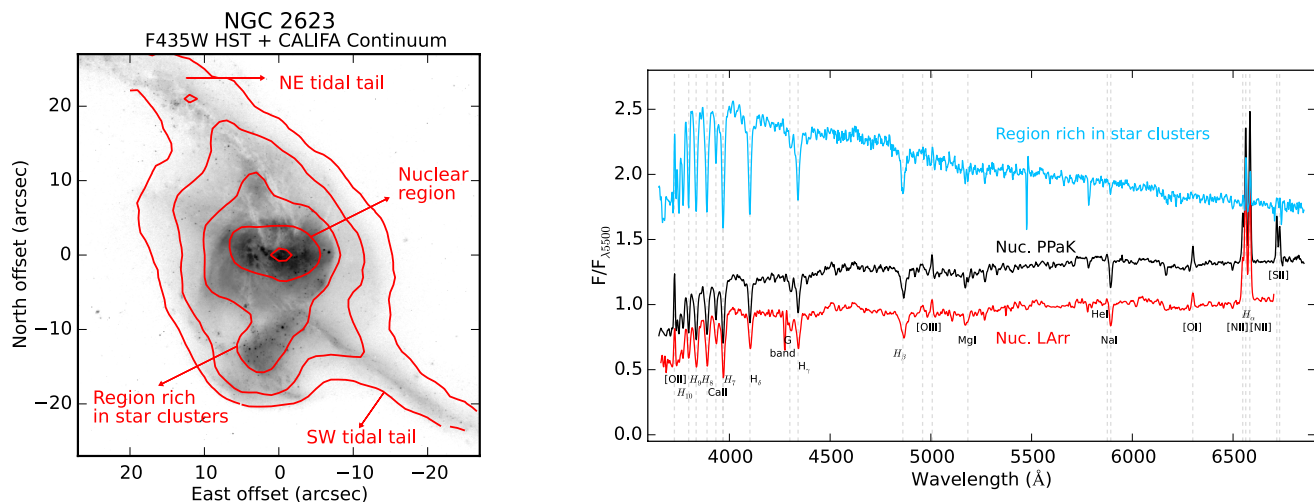 NGC 2623
F435W HST + CALIFA Continuum
NE tidal tail
Nuclear
region
Region rich
in star clusters
SW tidal tail
North offset (arcsec)
20
10
0
−10
−20
20 10 0 −10 −20
East offset (arcsec)
Region rich in star clusters
Nuc. PPaK
Nuc. LArr
F/F_λ5500
2.5
2.0
1.5
1.0
0.5
0.0
[OII]
H₁₀
H₉
H₈
CaII
H₇
H_δ
G
band
H_γ
H_β
[OIII]
MgI
HeI
NaI
[OI]
[NII]
H_α
[NII]
[SII]
4000 4500 5000 5500 6000 6500
Wavelength (Å)